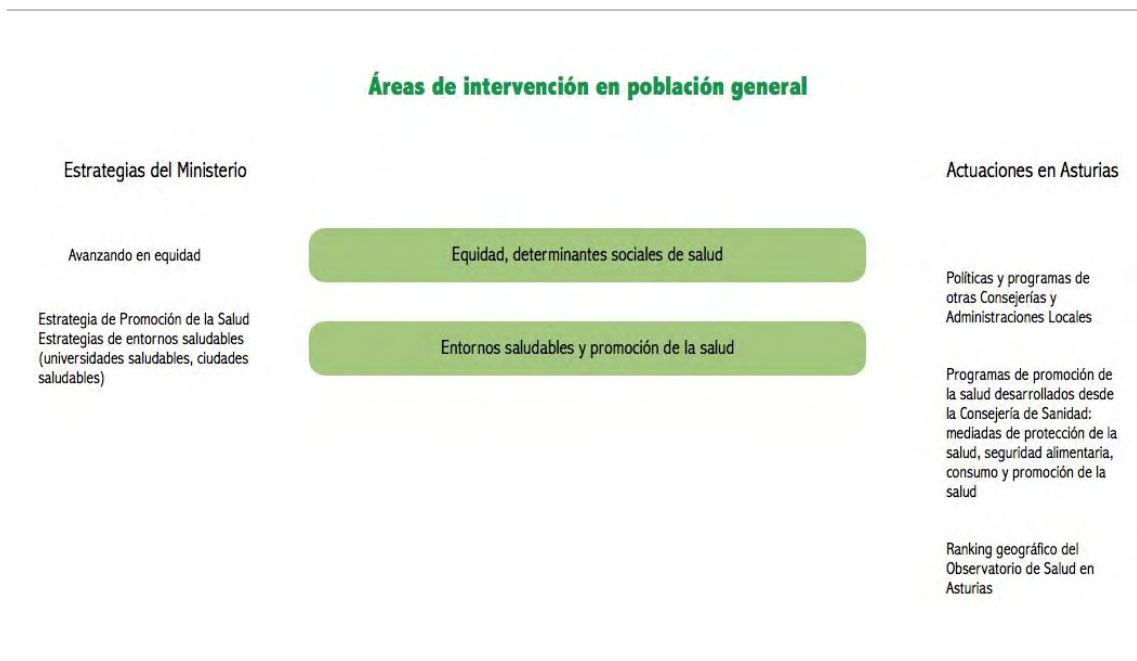 Áreas de intervención en población general
Estrategias del Ministerio
Actuaciones en Asturias
Avanzando en equidad
Equidad, determinantes sociales de salud
Estrategia de Promoción de la Salud
Estrategias de entornos saludables
(universidades saludables, ciudades
saludables)
Entornos saludables y promoción de la salud
Políticas y programas de
otras Consejerías y
Administraciones Locales
Programas de promoción de
la salud desarrollados desde
la Consejería de Sanidad:
mediadas de protección de la
salud, seguridad alimentaria,
consumo y promoción de la
salud
Ranking geográfico del
Observatorio de Salud en
Asturias